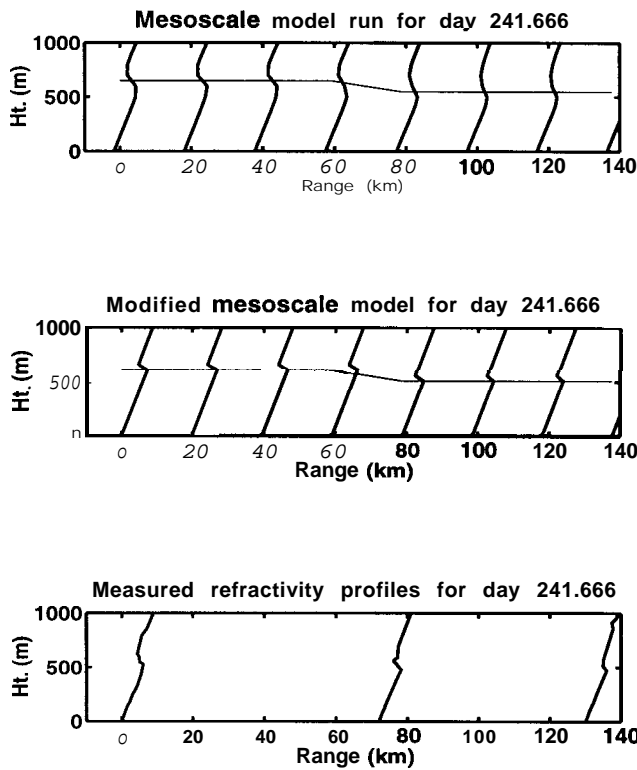 Mesoscale model run for day 241.666
1000
500
0
Ht. (m)
0 20 40 60 80 100 120 140
Range (km)
Modified mesoscale model for day 241.666
1000
500
n
Ht. (m)
0 20 40 60 80 100 120 140
Range (km)
Measured refractivity profiles for day 241.666
1000
500
0
Ht. (m)
0 20 40 60 80 100 120 140
Range (km)